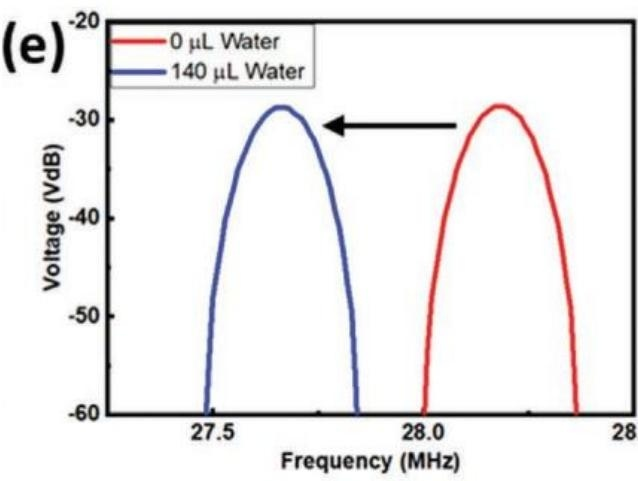 (e)
0 μL Water
140 μL Water
-20
-30
-40
-50
-60
Voltage (VdB)
27.5 28.0 28
Frequency (MHz)